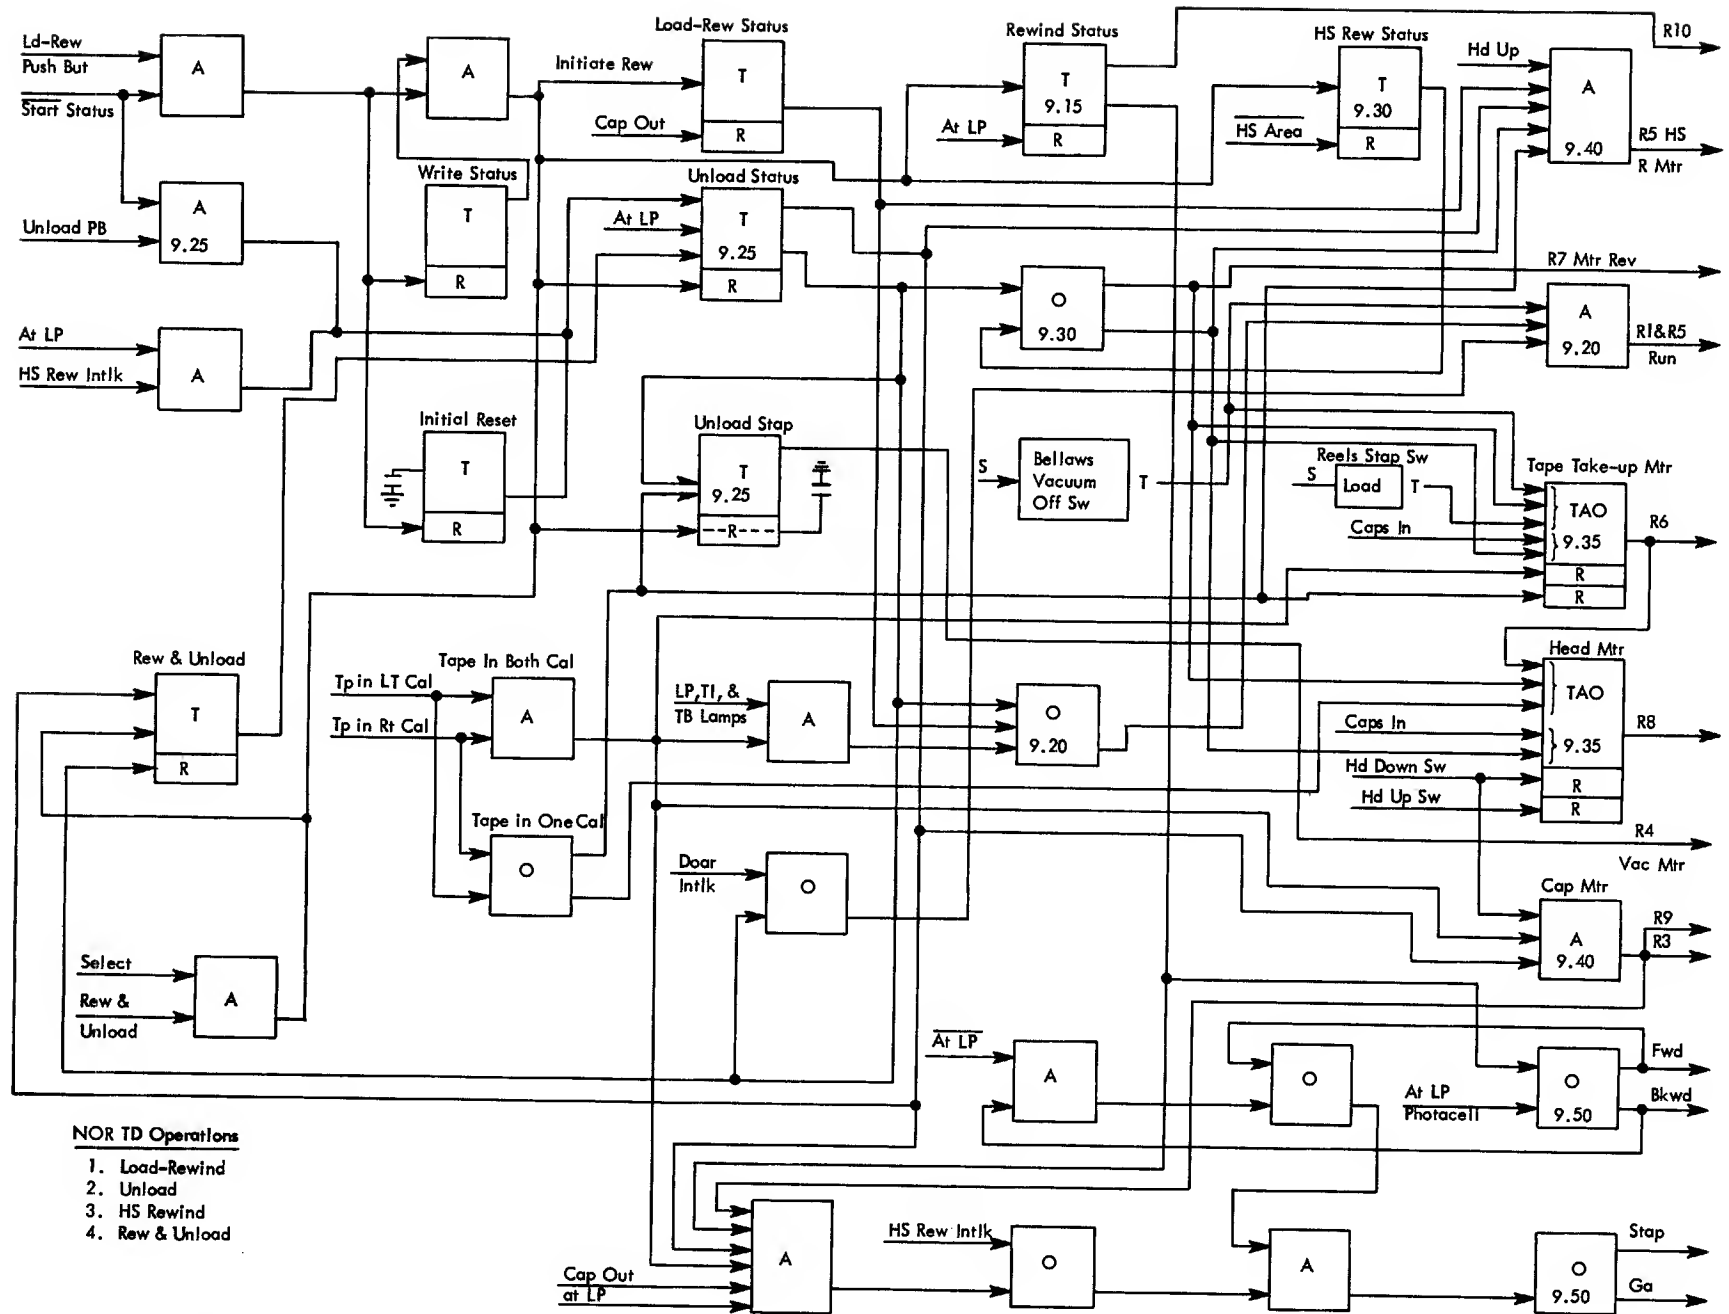 Load-Rew Status
Rewind Status
HS Rew Status
R10
Ld-Rew
Push But
Start Status
A
A
Initiate Rew
T
Cap Out
R
T
9.15
At LP
R
T
9.30
HS Area
R
Hd Up
A
9.40
R5 HS
R Mtr
Write Status
T
R
Unload Status
At LP
T
9.25
R
Unload PB
A
9.25
O
9.30
R7 Mtr Rev
A
9.20
R1&R5
Run
At LP
HS Rew Intlk
A
Initial Reset
T
R
Unload Stap
T
9.25
--R----
S
Bellaws
Vacuum
Off Sw
T
Reels Stap Sw
S
Load
T
Tape Take-up Mtr
TAO
Caps In
9.35
R
R
R6
Rew & Unload
T
R
Tape In Both Cal
Tp in LT Cal
Tp in Rt Cal
A
LP,TI, &
TB Lamps
A
O
9.20
Head Mtr
TAO
Caps In
9.35
Hd Down Sw
R
Hd Up Sw
R
R8
Tape in One Cal
O
Doar
Intlk
O
R4
Vac Mtr
Cap Mtr
A
9.40
R9
R3
Select
Rew &
Unload
A
At LP
A
O
At LP
Photacell
O
9.50
Fwd
Bkwd
NOR TD Operations
1. Load-Rewind
2. Unload
3. HS Rewind
4. Rew & Unload
Cap Out
at LP
A
HS Rew Intlk
O
A
O
9.50
Stap
Ga